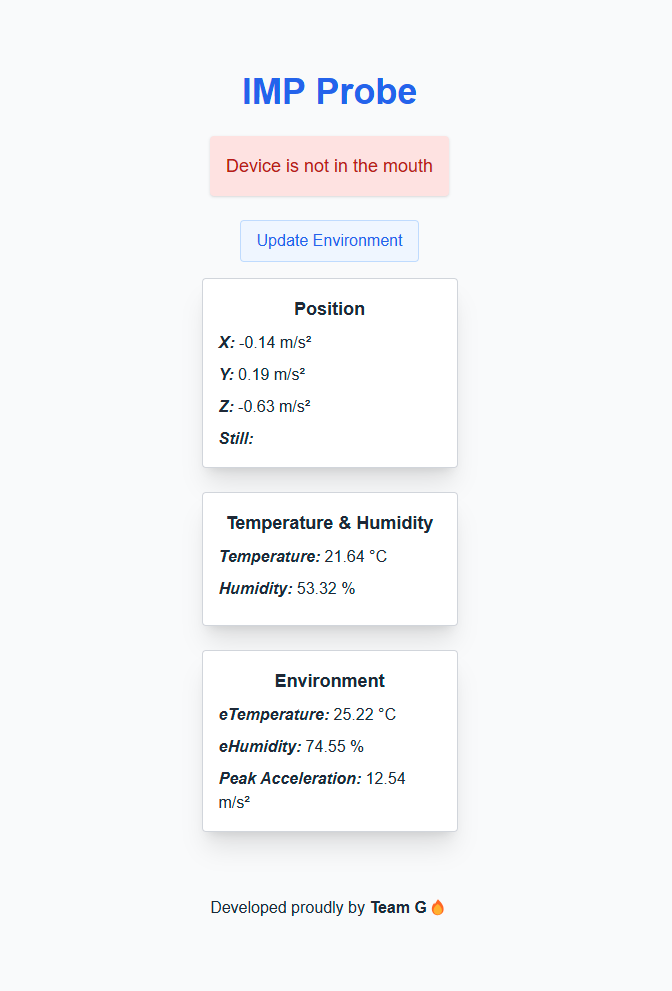 IMP Probe
Device is not in the mouth
Update Environment
Position
X: -0.14 m/s²
Y: 0.19 m/s²
Z: -0.63 m/s²
Still:
Temperature & Humidity
Temperature: 21.64 °C
Humidity: 53.32 %
Environment
eTemperature: 25.22 °C
eHumidity: 74.55 %
Peak Acceleration: 12.54
m/s²
Developed proudly by Team G 🔥